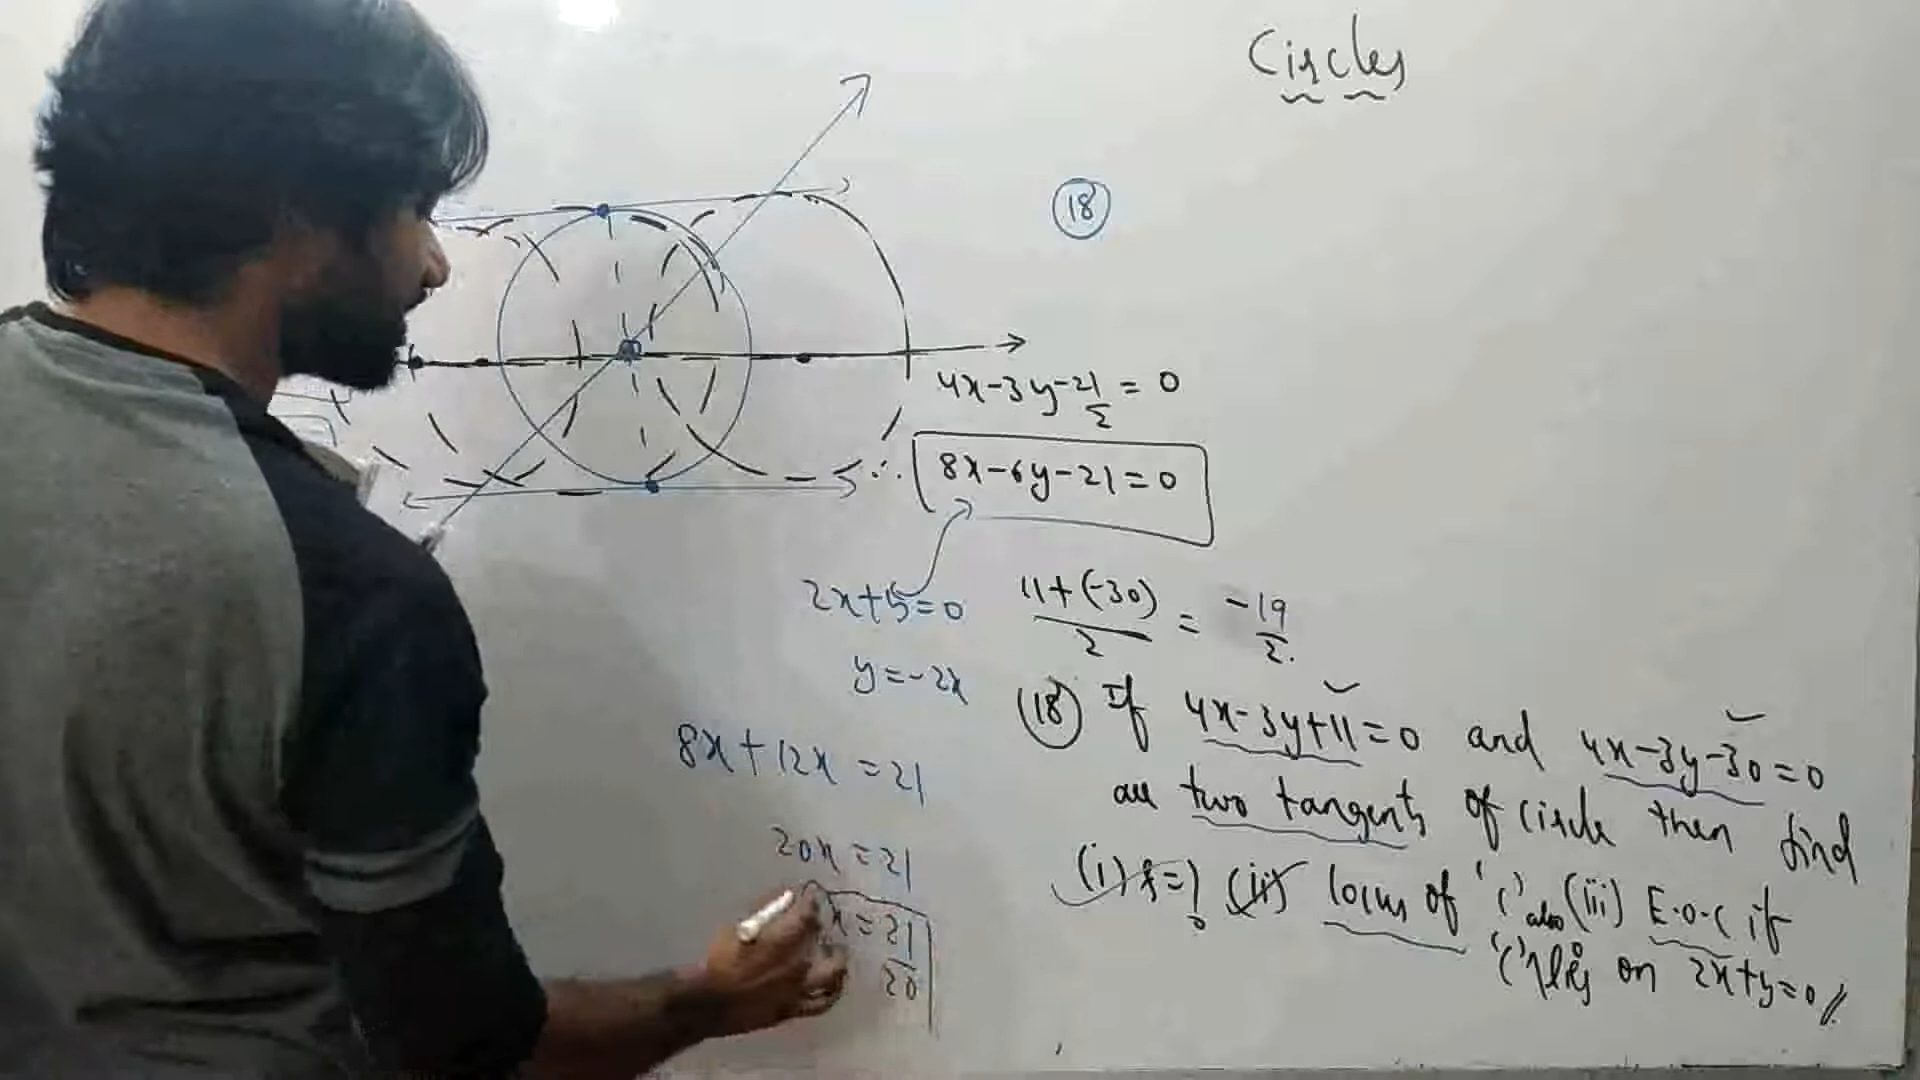 Circles
(18)
4x-3y-21/2 = 0
∴ 8x-6y-21=0
2x+y=0
11+(-30)/2 = -19/2.
y=-2x
(18) If 4x-3y+11=0 and 4x-3y-30=0
8x+12x=21
are two tangents of circle then find
20x=21
(i) r=? (ii) locus of 'C' also (iii) E.O.C if
x=21/20
'C' lies on 2x+y=0//